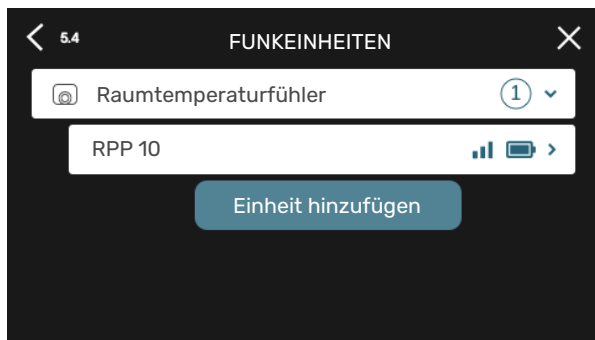 5.4
FUNKEINHEITEN
Raumtemperaturfühler
1
RPP 10
Einheit hinzufügen